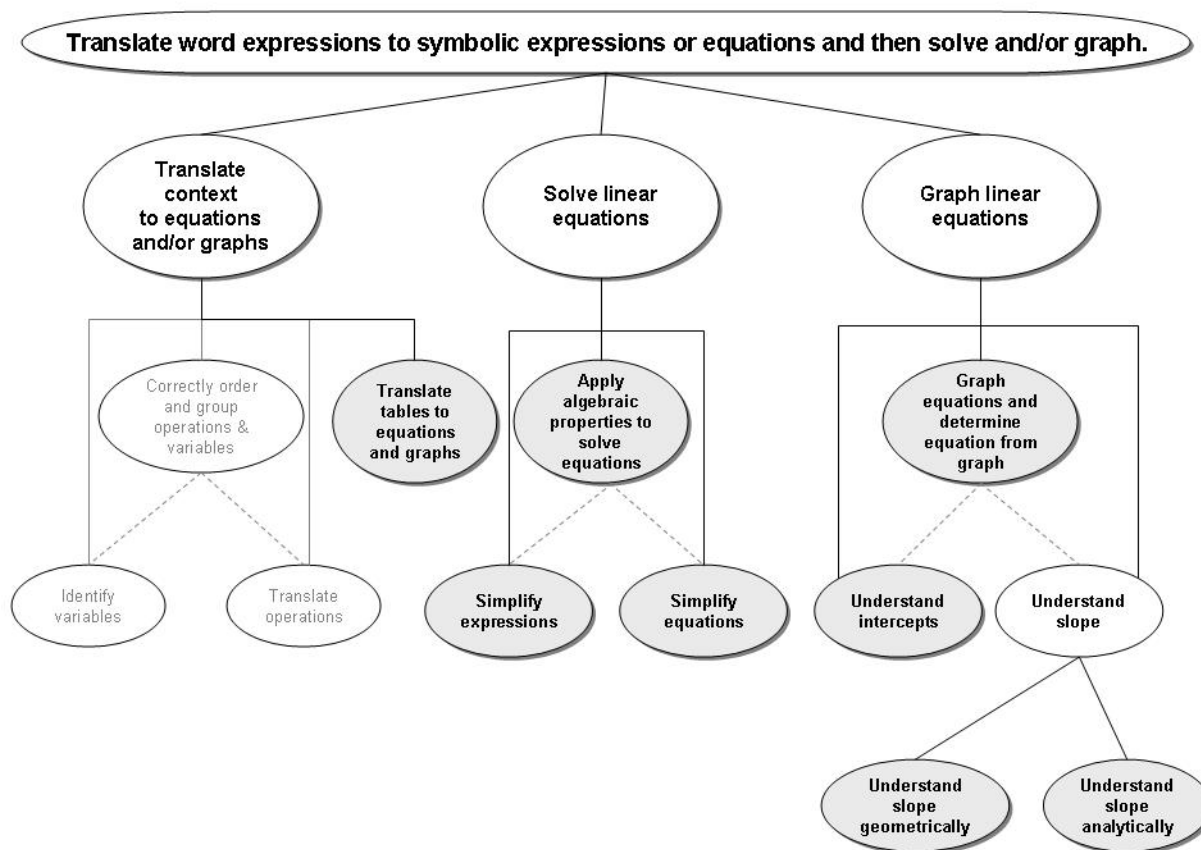 Translate word expressions to symbolic expressions or equations and then solve and/or graph.
Translate
context
to equations
and/or graphs
Solve linear
equations
Graph linear
equations
Correctly order
and group
operations &
variables
Translate
tables to
equations
and graphs
Apply
algebraic
properties to
solve
equations
Graph
equations and
determine
equation from
graph
Identify
variables
Translate
operations
Simplify
expressions
Simplify
equations
Understand
intercepts
Understand
slope
Understand
slope
geometrically
Understand
slope
analytically